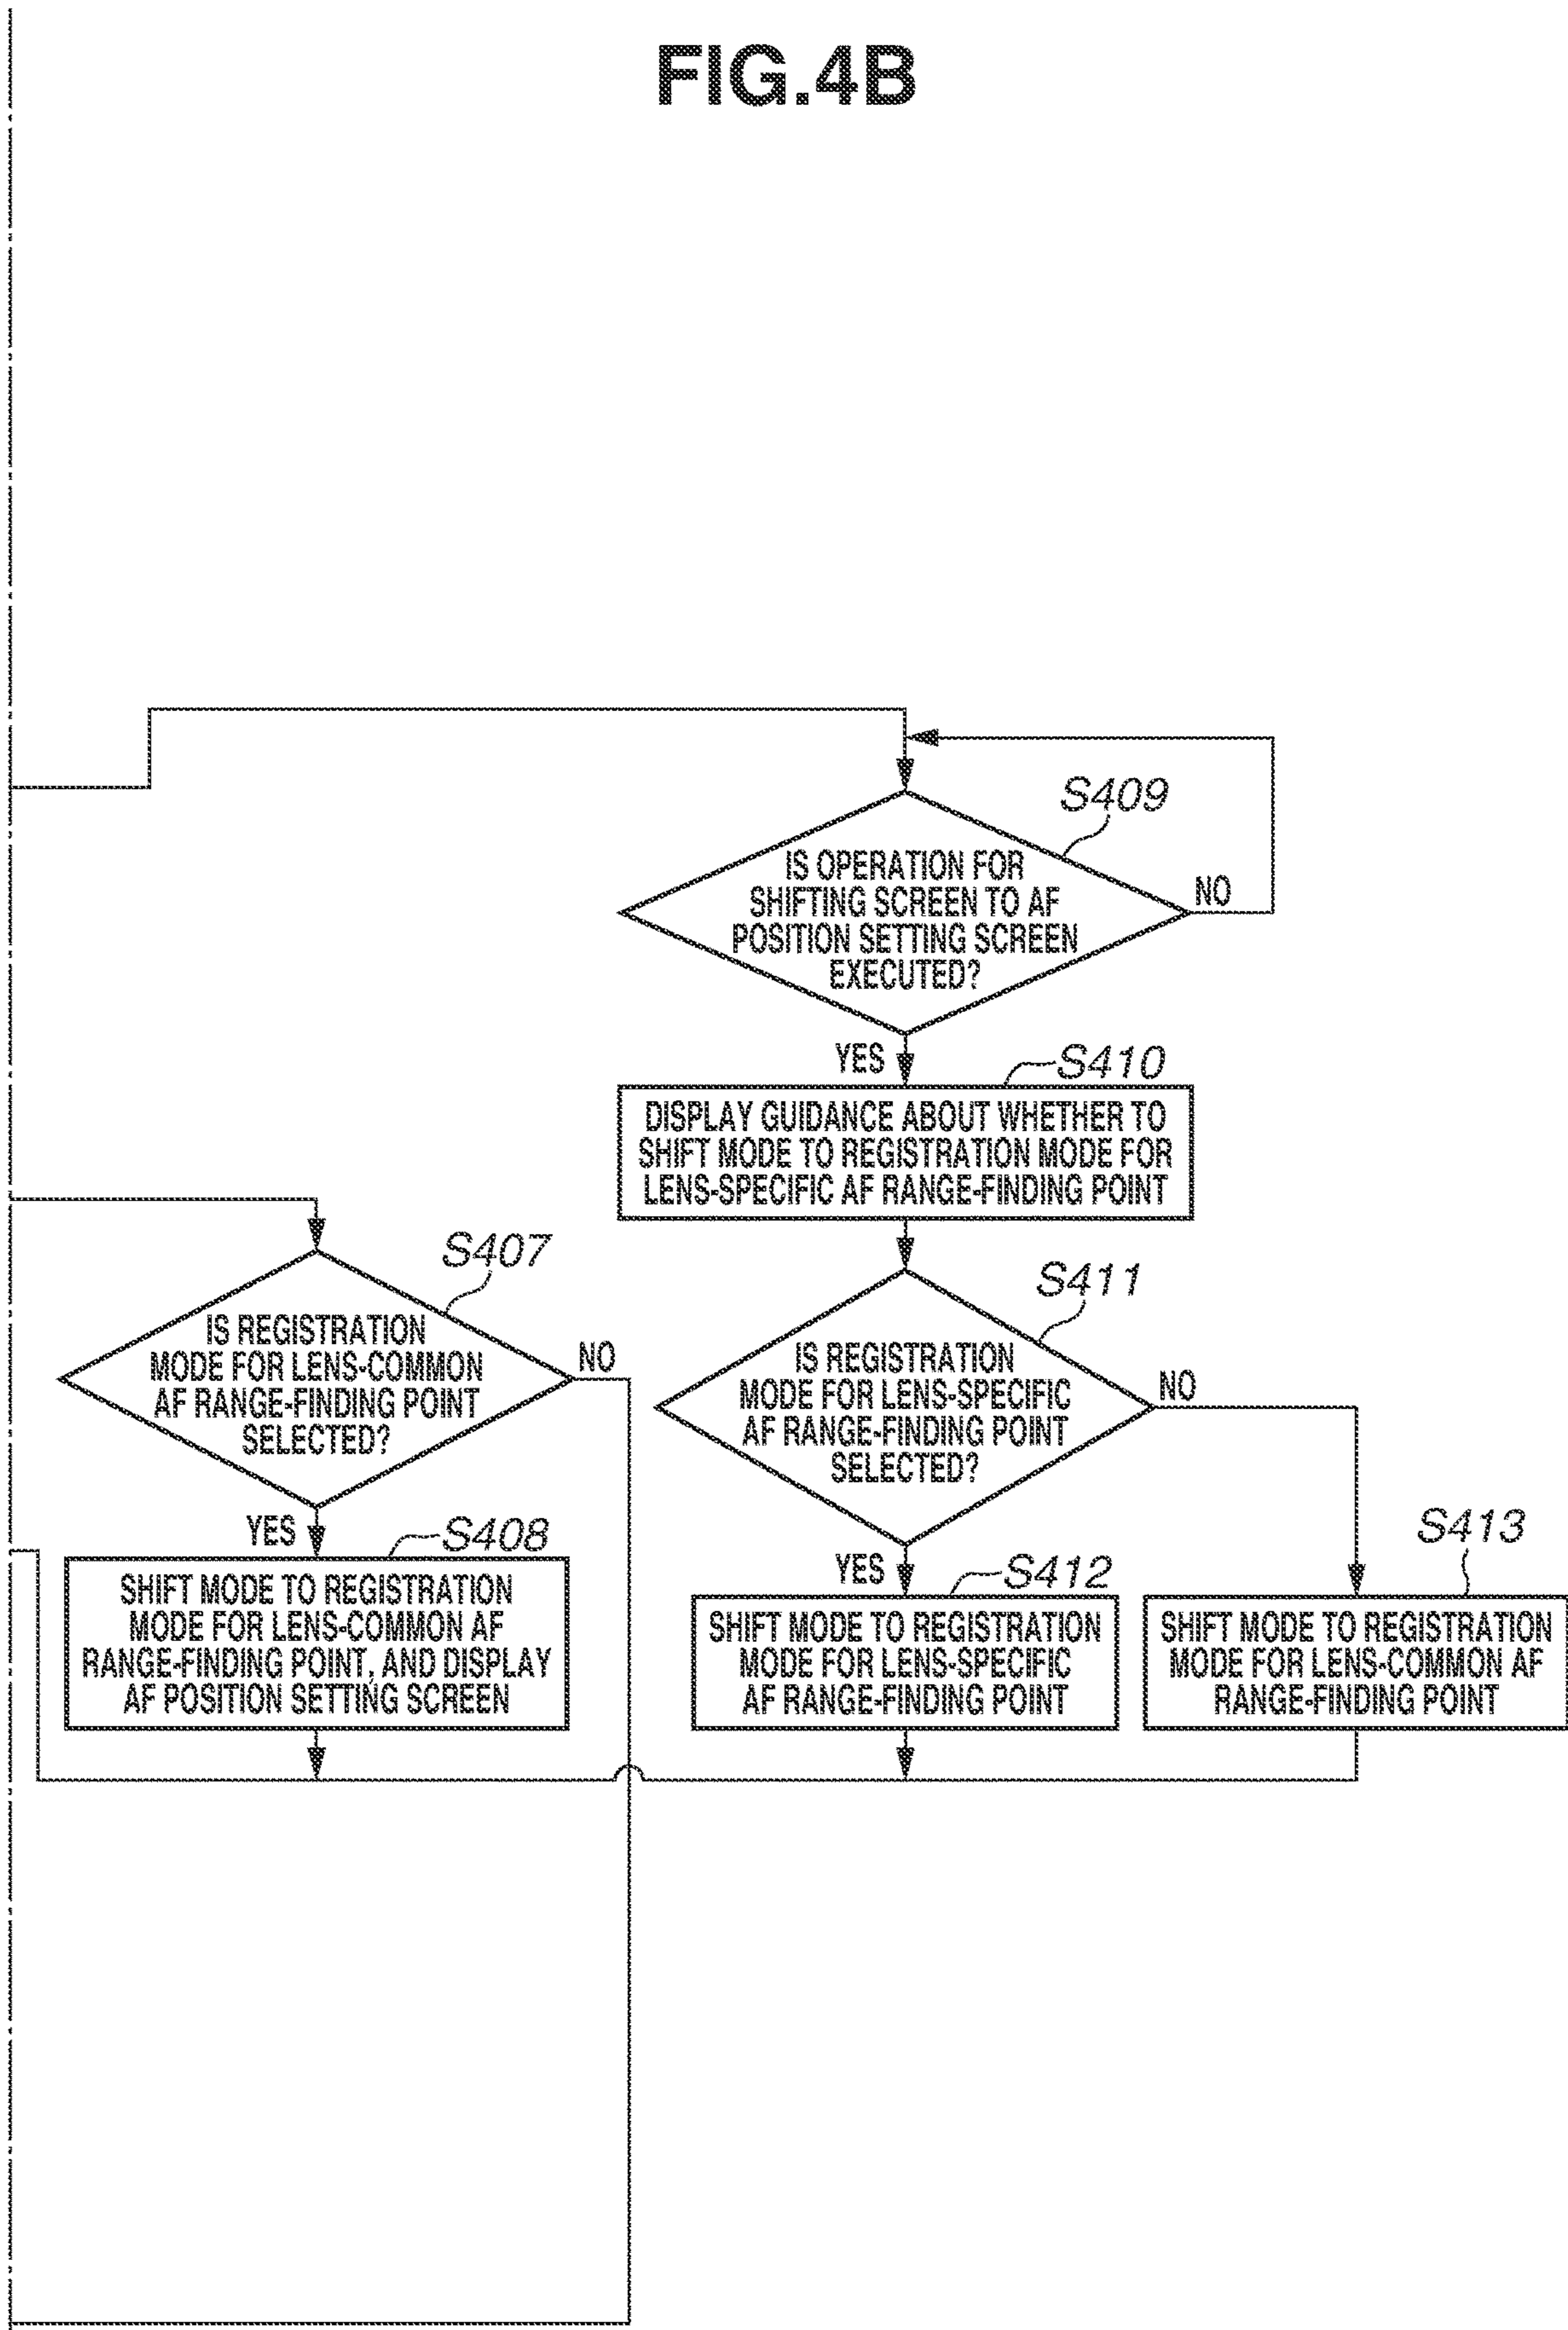 FIG.4B
S409
IS OPERATION FOR
SHIFTING SCREEN TO AF
POSITION SETTING SCREEN
EXECUTED?
NO
YES
S410
DISPLAY GUIDANCE ABOUT WHETHER TO
SHIFT MODE TO REGISTRATION MODE FOR
LENS-SPECIFIC AF RANGE-FINDING POINT
S407
IS REGISTRATION
MODE FOR LENS-COMMON
AF RANGE-FINDING POINT
SELECTED?
NO
YES
S411
IS REGISTRATION
MODE FOR LENS-SPECIFIC
AF RANGE-FINDING POINT
SELECTED?
NO
YES
S408
SHIFT MODE TO REGISTRATION
MODE FOR LENS-COMMON AF
RANGE-FINDING POINT, AND DISPLAY
AF POSITION SETTING SCREEN
S412
SHIFT MODE TO REGISTRATION
MODE FOR LENS-SPECIFIC
AF RANGE-FINDING POINT
S413
SHIFT MODE TO REGISTRATION
MODE FOR LENS-COMMON AF
RANGE-FINDING POINT